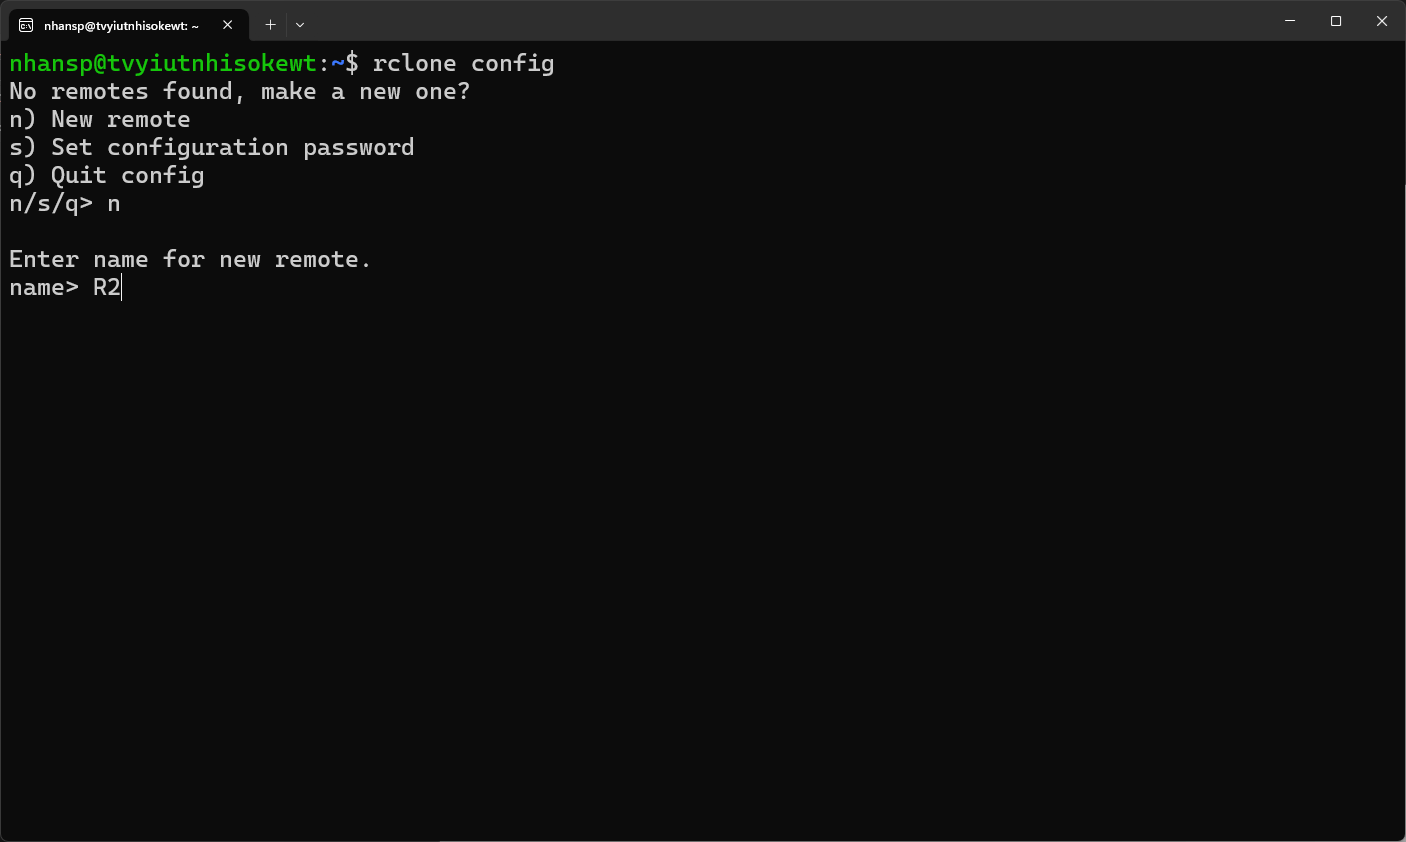 nhansp@tvyiutnhisokewt: ~
nhansp@tvyiutnhisokewt:~$ rclone config
No remotes found, make a new one?
n) New remote
s) Set configuration password
q) Quit config
n/s/q> n
Enter name for new remote.
name> R2